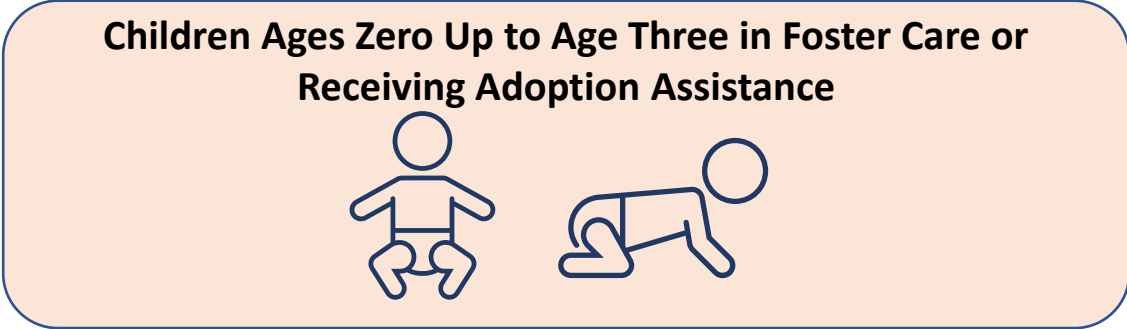 Children Ages Zero Up to Age Three in Foster Care or
Receiving Adoption Assistance